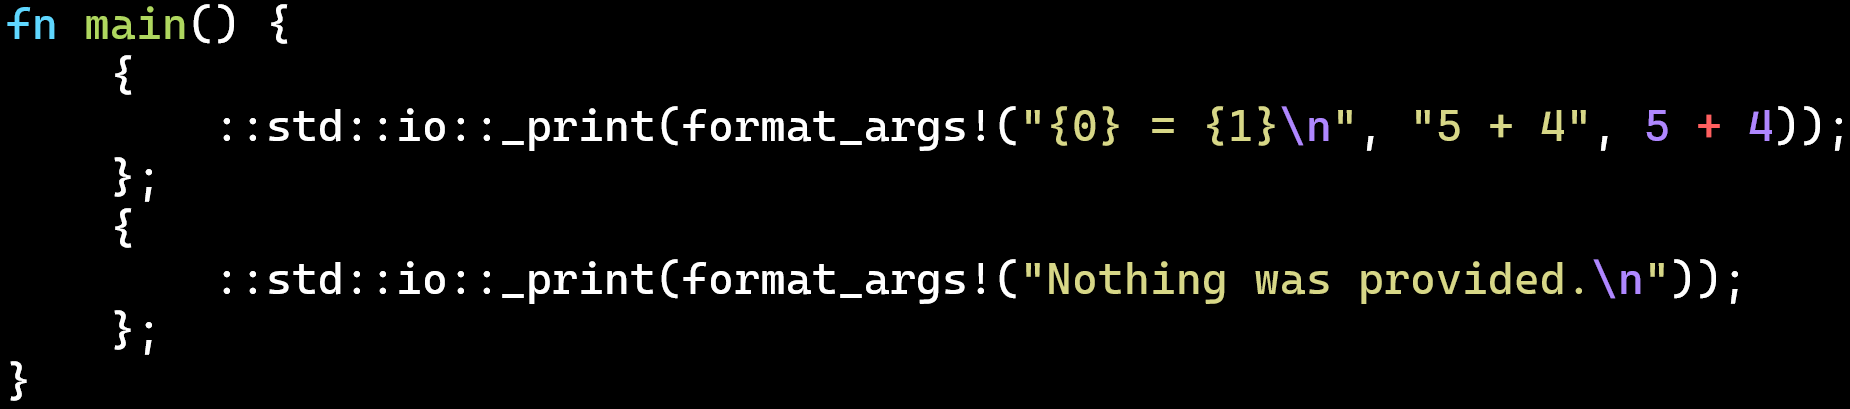 fn main() {
    {
        ::std::io::_print(format_args!("{0} = {1}\n", "5 + 4", 5 + 4));
    };
    {
        ::std::io::_print(format_args!("Nothing was provided.\n"));
    };
}